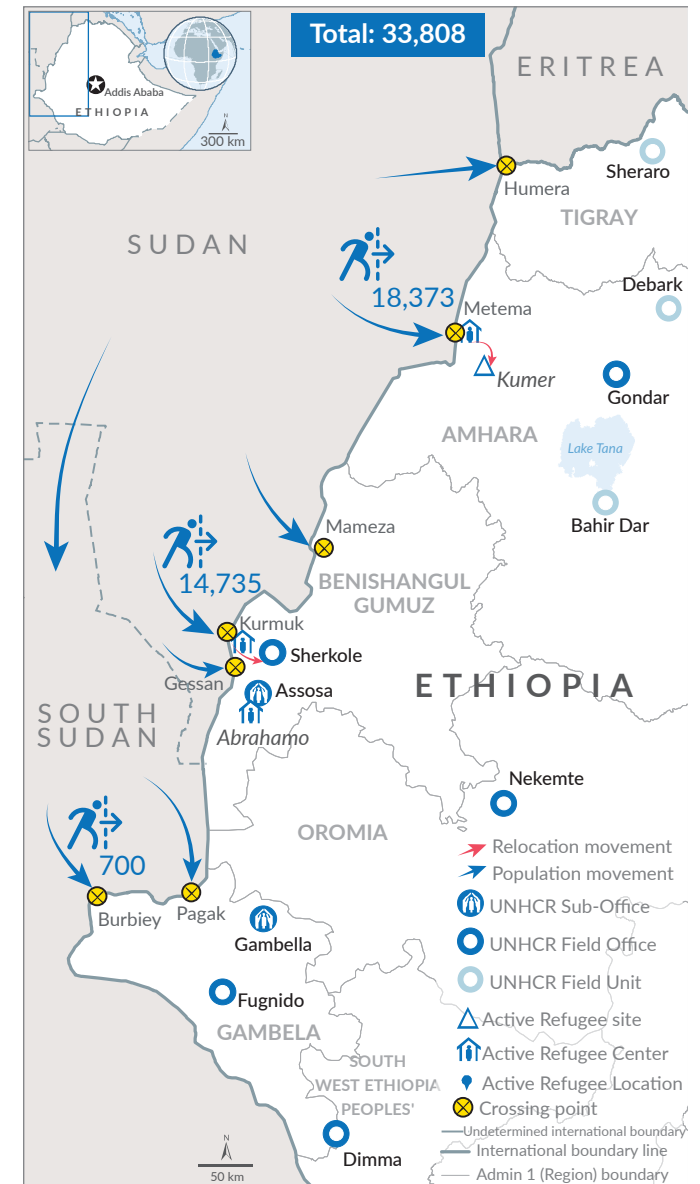 Total: 33,808
Addis Ababa
ETHIOPIA
N
300 km
ERITREA
Sheraro
Humera
TIGRAY
SUDAN
Debark
18,373
Metema
Kumer
Gondar
AMHARA
Lake Tana
Bahir Dar
Mameza
14,735
BENISHANGUL
GUMUZ
Kurmuk
Sherkole
Gessan
Assosa
ETHIOPIA
SOUTH
SUDAN
Abrahamo
Nekemte
OROMIA
700
Burbiey
Pagak
Gambella
Fugnido
GAMBELA
SOUTH
WEST ETHIOPIA
PEOPLES'
Dimma
N
50 km
Relocation movement
Population movement
UNHCR Sub-Office
UNHCR Field Office
UNHCR Field Unit
Active Refugee site
Active Refugee Center
Active Refugee Location
Crossing point
Undetermined international boundary
International boundary line
Admin 1 (Region) boundary